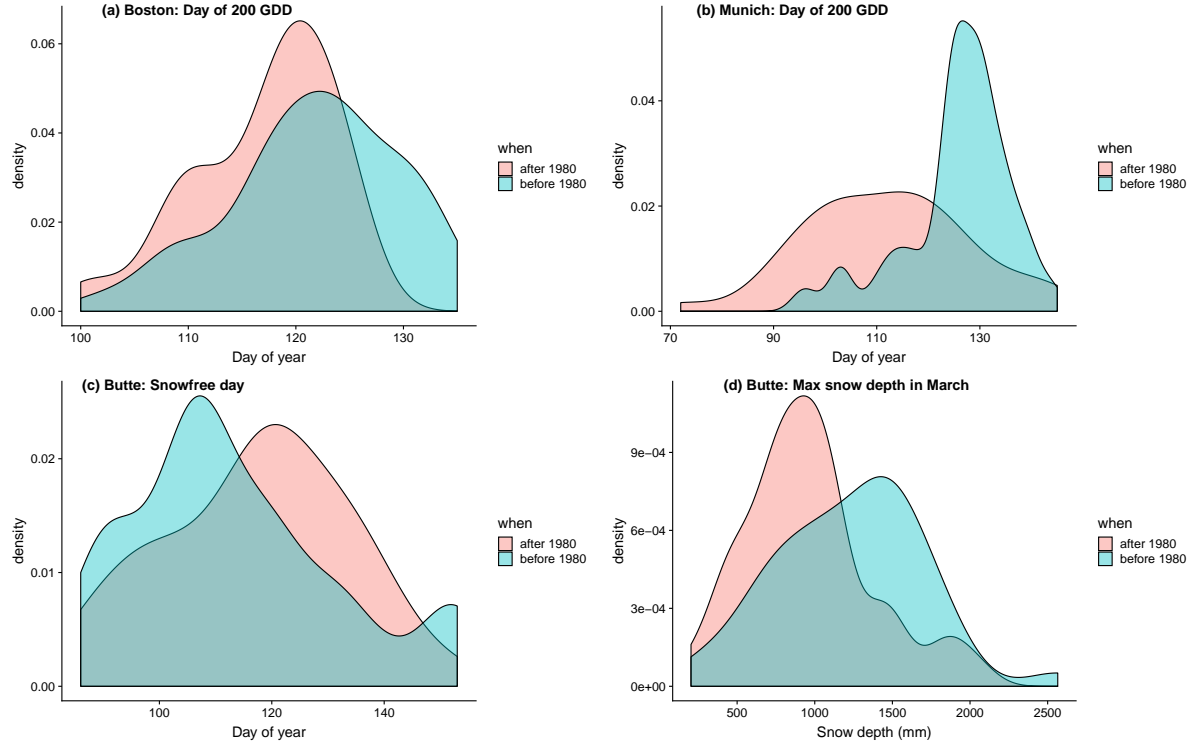 (a) Boston: Day of 200 GDD
density
0.06
0.04
0.02
0.00
100 110 120 130
Day of year
when
after 1980
before 1980
(b) Munich: Day of 200 GDD
density
0.04
0.02
0.00
70 90 110 130
Day of year
when
after 1980
before 1980
(c) Butte: Snowfree day
density
0.02
0.01
0.00
100 120 140
Day of year
when
after 1980
before 1980
(d) Butte: Max snow depth in March
density
9e−04
6e−04
3e−04
0e+00
500 1000 1500 2000 2500
Snow depth (mm)
when
after 1980
before 1980